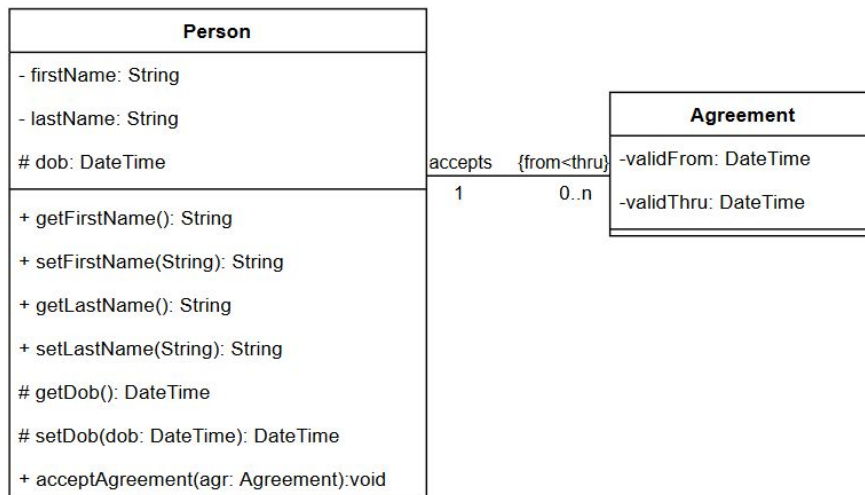 Person
- firstName: String
- lastName: String
# dob: DateTime
+ getFirstName(): String
+ setFirstName(String): String
+ getLastName(): String
+ setLastName(String): String
# getDob(): DateTime
# setDob(dob: DateTime): DateTime
+ acceptAgreement(agr: Agreement):void
accepts {from<thru}
1 0..n
Agreement
-validFrom: DateTime
-validThru: DateTime